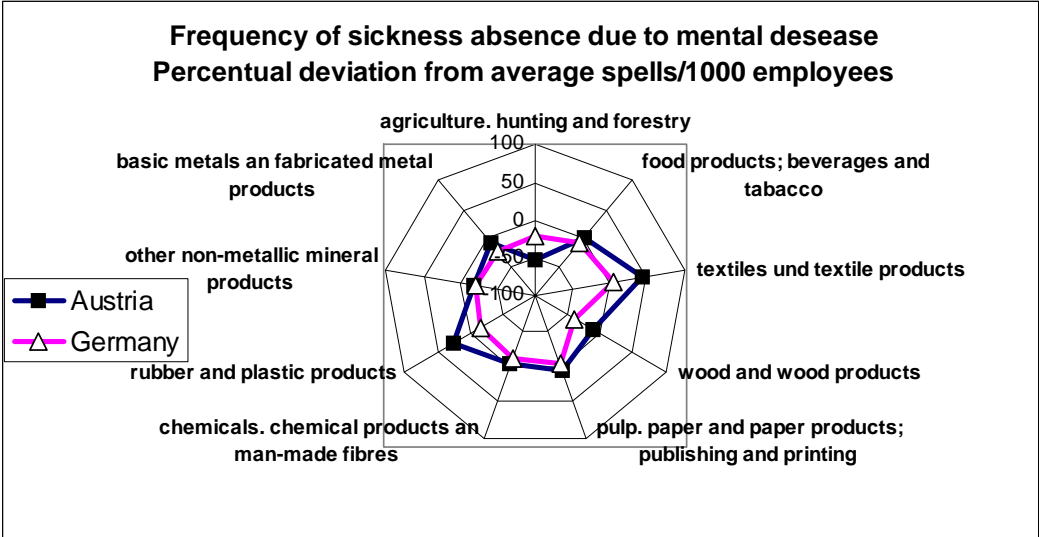 Frequency of sickness absence due to mental desease
Percentual deviation from average spells/1000 employees
agriculture. hunting and forestry
100
50
0
-50
-100
food products; beverages and
tabacco
textiles und textile products
wood and wood products
pulp. paper and paper products;
publishing and printing
chemicals. chemical products an
man-made fibres
rubber and plastic products
other non-metallic mineral
products
basic metals an fabricated metal
products
Austria
Germany